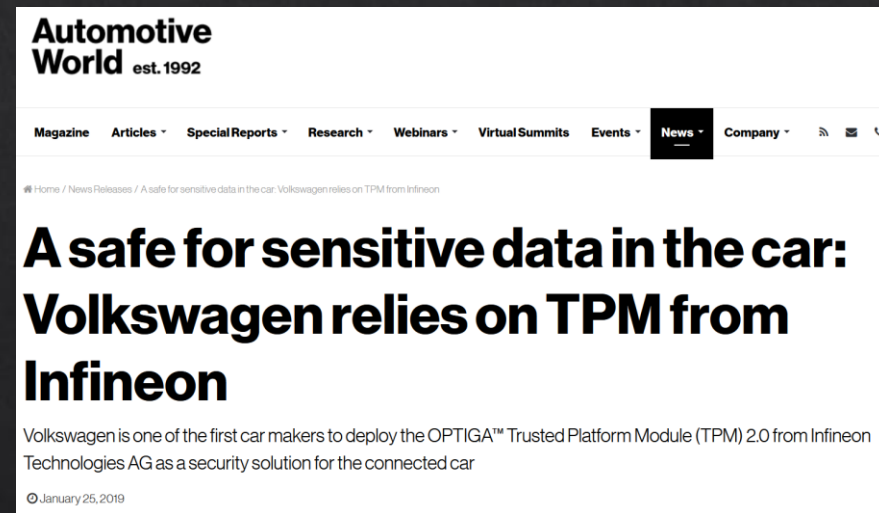 Automotive
World est. 1992
Magazine Articles Special Reports Research Webinars Virtual Summits Events News Company
Home / News Releases / A safe for sensitive data in the car: Volkswagen relies on TPM from Infineon
A safe for sensitive data in the car:
Volkswagen relies on TPM from
Infineon
Volkswagen is one of the first car makers to deploy the OPTIGA™ Trusted Platform Module (TPM) 2.0 from Infineon
Technologies AG as a security solution for the connected car
January 25, 2019